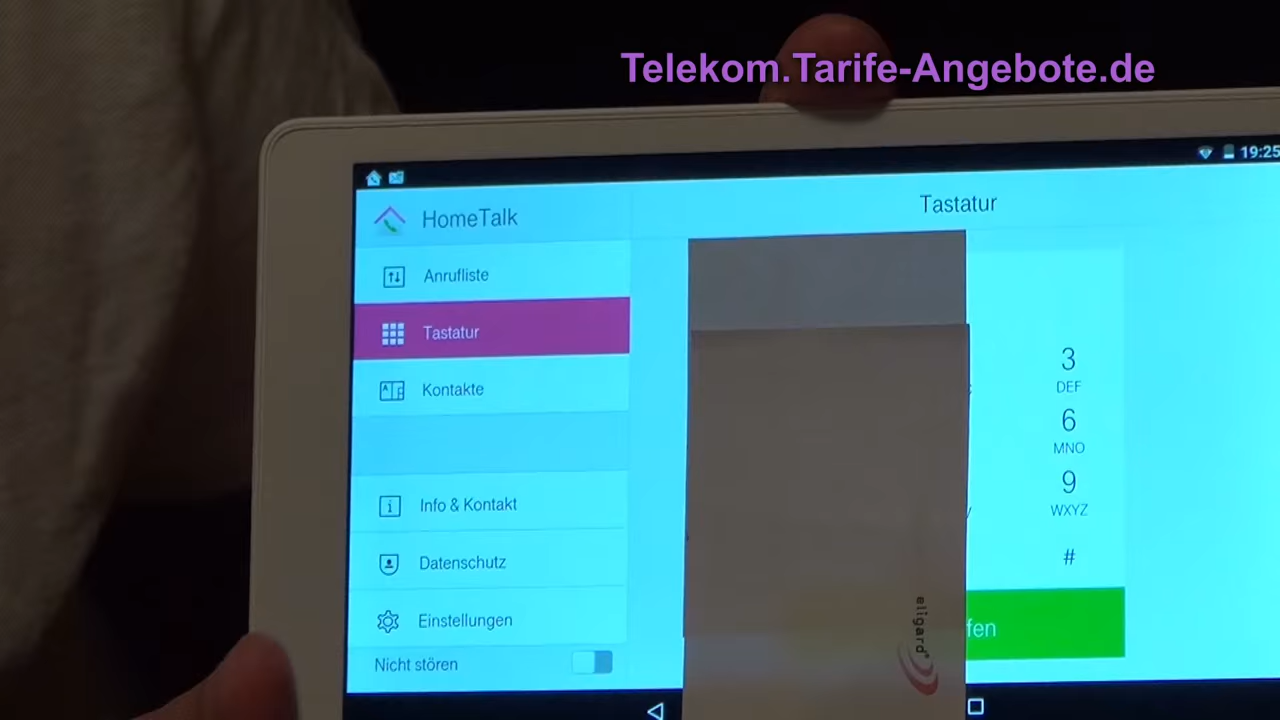 Telekom.Tarife-Angebote.de
19:25
HomeTalk
Tastatur
Anrufliste
Tastatur
Kontakte
Info & Kontakt
Datenschutz
Einstellungen
Nicht stören
3
DEF
6
MNO
9
WXYZ
#
fen
eligard®